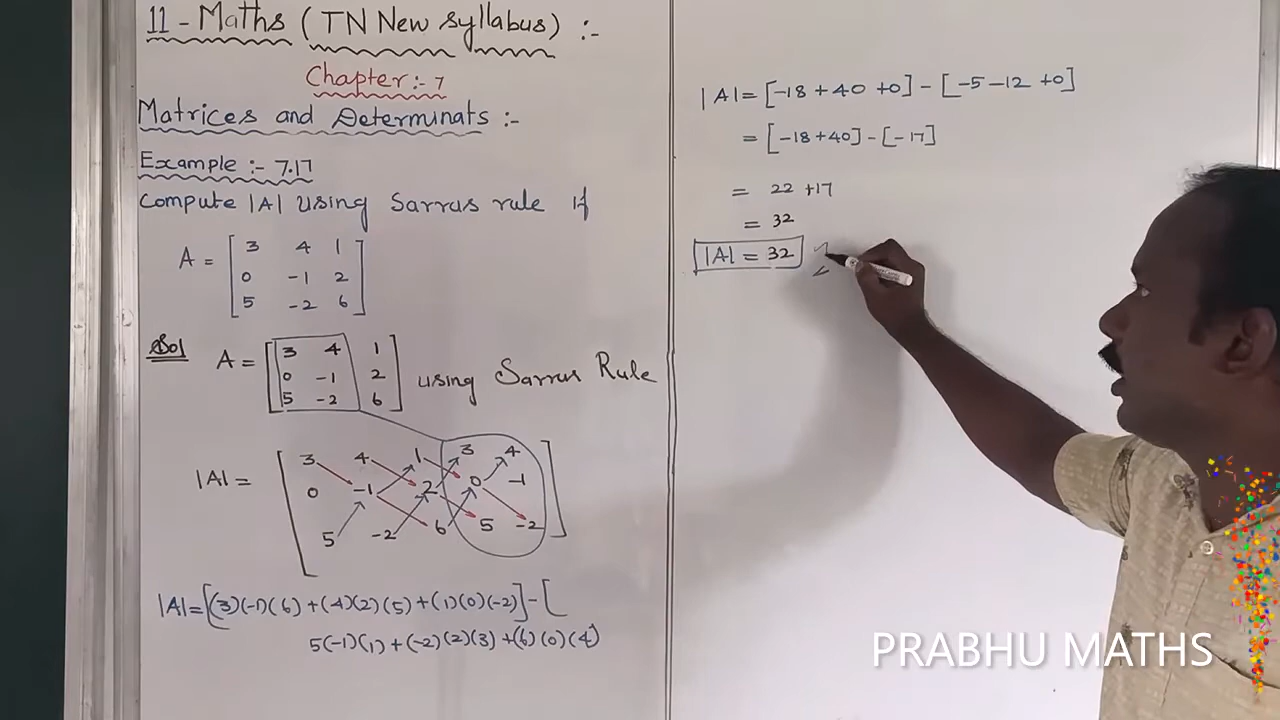 11 - Maths ( TN New syllabus) :-
Chapter :- 7
Matrices and Determinats :-
Example :- 7.17
Compute |A| using Sarrus rule if
A = [ 3 4 1
0 -1 2
5 -2 6 ]
Sol
A = [ 3 4 1
0 -1 2
5 -2 6 ] using Sarrus Rule
|A| = [ 3 4 1 3 4
0 -1 2 0 -1
5 -2 6 5 -2 ]
|A| = [(3)(-1)(6) + (4)(2)(5) + (1)(0)(-2)] - [
5(-1)(1) + (-2)(2)(3) + (6)(0)(4)
|A| = [-18 + 40 +0] - [-5 -12 +0]
= [-18+40] - [-17]
= 22 +17
= 32
|A| = 32
PRABHU MATHS